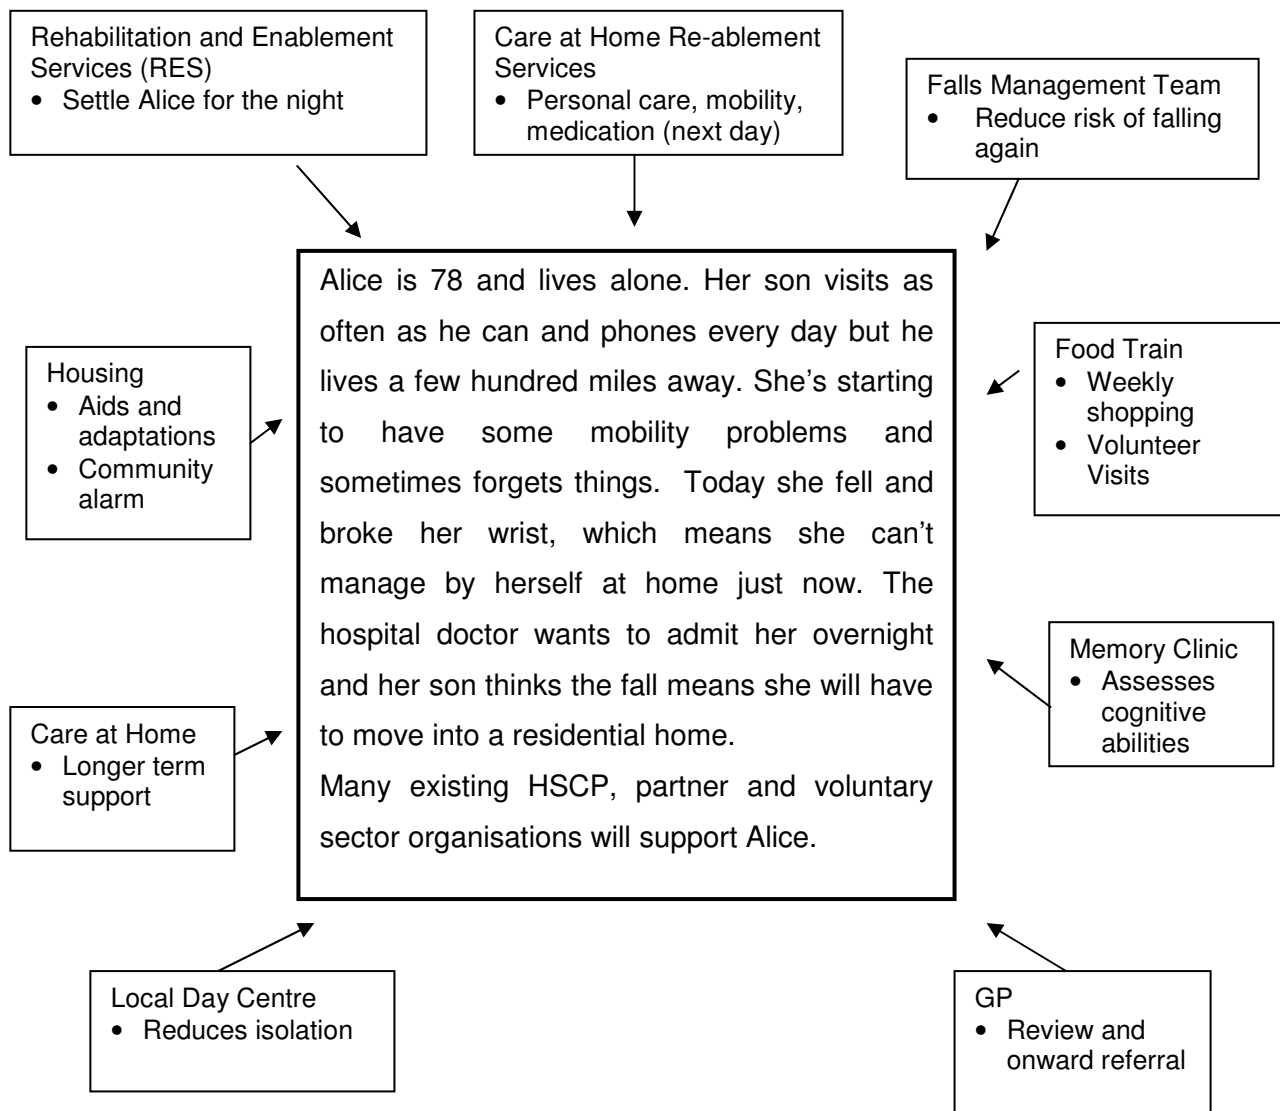 Rehabilitation and Enablement
Services (RES)
• Settle Alice for the night
Care at Home Re-ablement
Services
• Personal care, mobility,
medication (next day)
Falls Management Team
• Reduce risk of falling
again
Alice is 78 and lives alone. Her son visits as
often as he can and phones every day but he
lives a few hundred miles away. She's starting
to have some mobility problems and
sometimes forgets things. Today she fell and
broke her wrist, which means she can't
manage by herself at home just now. The
hospital doctor wants to admit her overnight
and her son thinks the fall means she will have
to move into a residential home.
Many existing HSCP, partner and voluntary
sector organisations will support Alice.
Housing
• Aids and
adaptations
• Community
alarm
Food Train
• Weekly
shopping
• Volunteer
Visits
Care at Home
• Longer term
support
Memory Clinic
• Assesses
cognitive
abilities
Local Day Centre
• Reduces isolation
GP
• Review and
onward referral